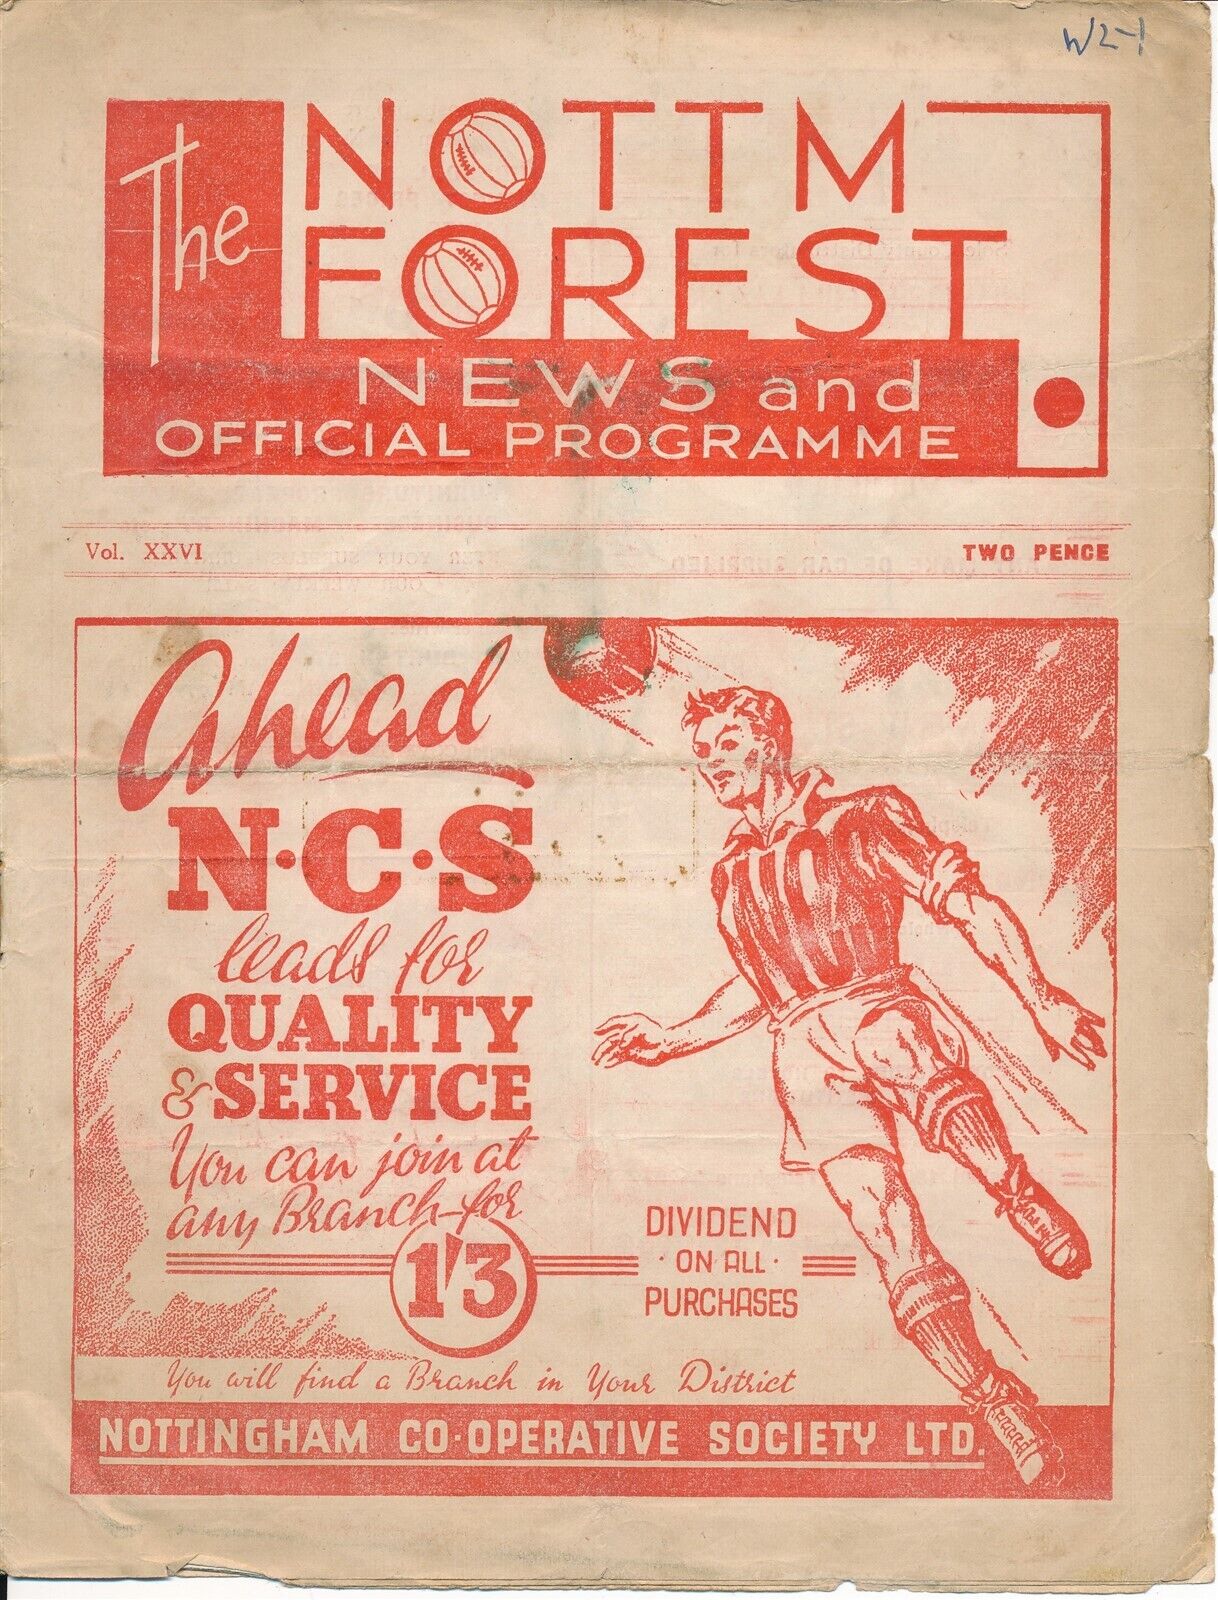 W2-1
The
NOTTM
FOREST
NEWS and
OFFICIAL PROGRAMME
Vol. XXVI
TWO PENCE
Ahead
N·C·S
leads for
QUALITY
& SERVICE
You can join at
any Branch for
1'3
DIVIDEND
· ON ALL ·
PURCHASES
You will find a Branch in Your District
NOTTINGHAM CO-OPERATIVE SOCIETY LTD.